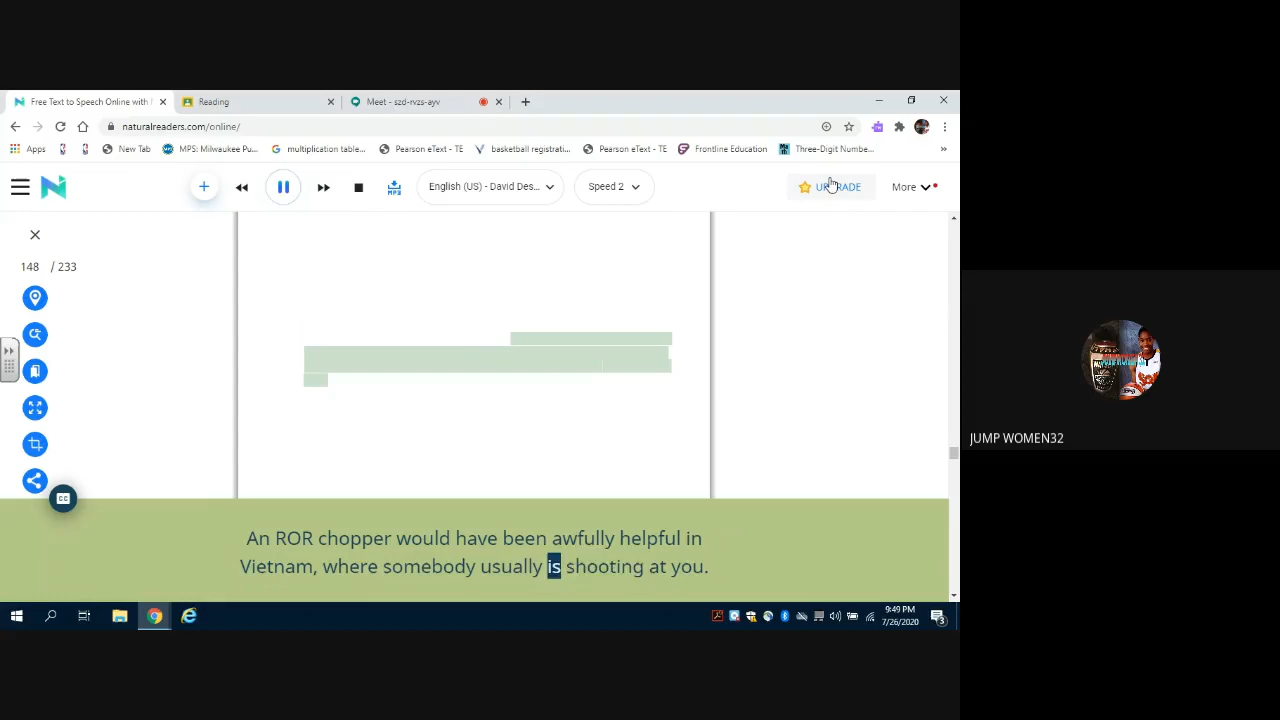 Free Text to Speech Online with
Reading
Meet - szd-rvzs-ayv
naturalreaders.com/online/
Apps
New Tab
MPS: Milwaukee Pu...
multiplication table...
Pearson eText - TE
basketball registrati...
Pearson eText - TE
Frontline Education
Three-Digit Numbe...
MP3
English (US) - David Des...
Speed 2
UPGRADE
More
148 / 233
CC
An ROR chopper would have been awfully helpful in
Vietnam, where somebody usually is shooting at you.
9:49 PM
7/26/2020
3
JUMP WOMEN32